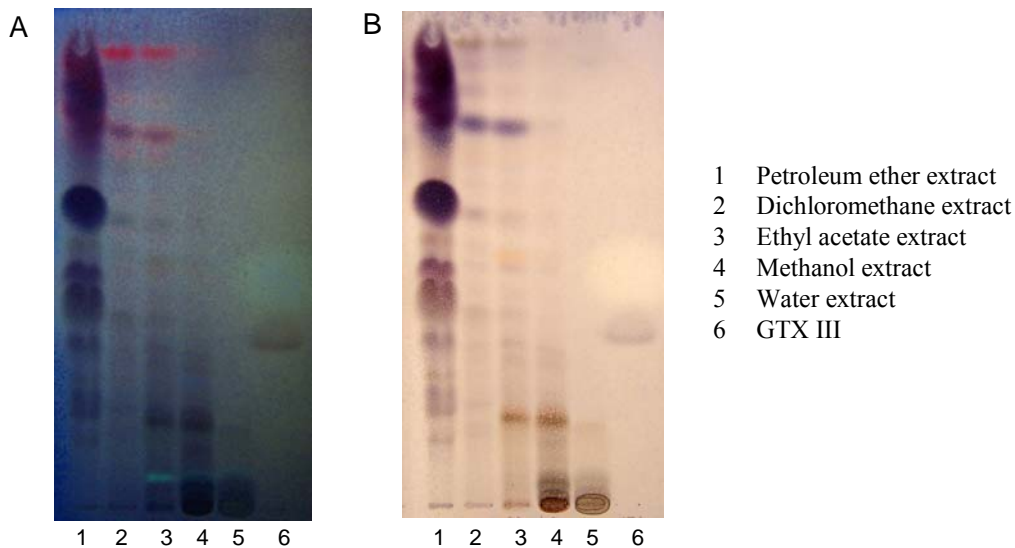 A
B
1 Petroleum ether extract
2 Dichloromethane extract
3 Ethyl acetate extract
4 Methanol extract
5 Water extract
6 GTX III
1 2 3 4 5 6
1 2 3 4 5 6